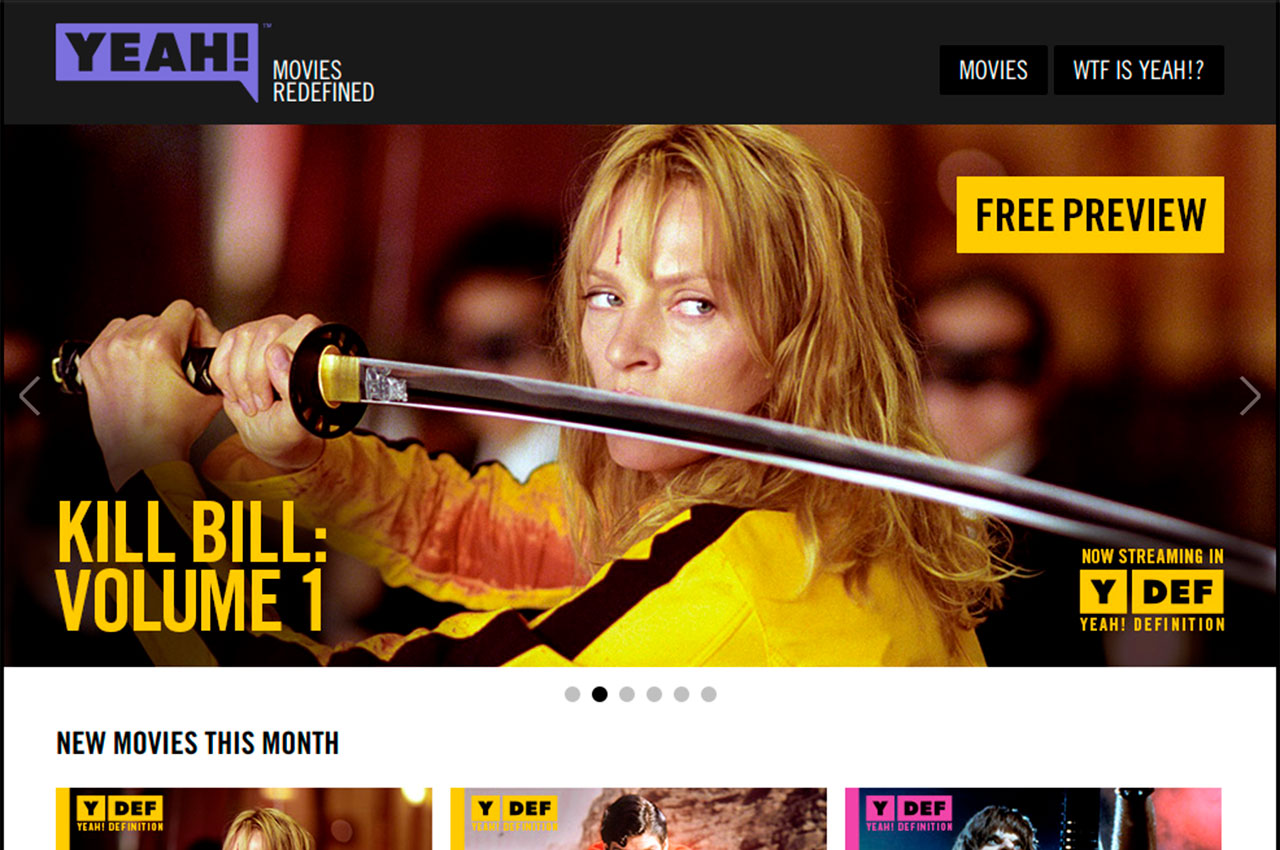 YEAH!™
MOVIES
REDEFINED
MOVIES
WTF IS YEAH!?
FREE PREVIEW
KILL BILL:
VOLUME 1
NOW STREAMING IN
Y DEF
YEAH! DEFINITION
NEW MOVIES THIS MONTH
Y DEF
YEAH! DEFINITION
Y DEF
YEAH! DEFINITION
Y DEF
YEAH! DEFINITION